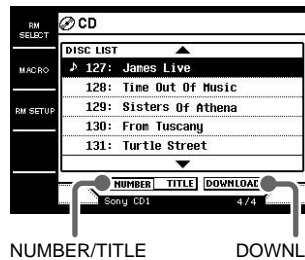 RM SELECT
CD
DISC LIST
MACRO
♪ 127: James Live
128: Time Out Of Music
RM SETUP
129: Sisters Of Athena
130: From Tuscany
131: Turtle Street
NUMBER TITLE DOWNLOAD
Sony CD1 4/4
NUMBER/TITLE DOWNL